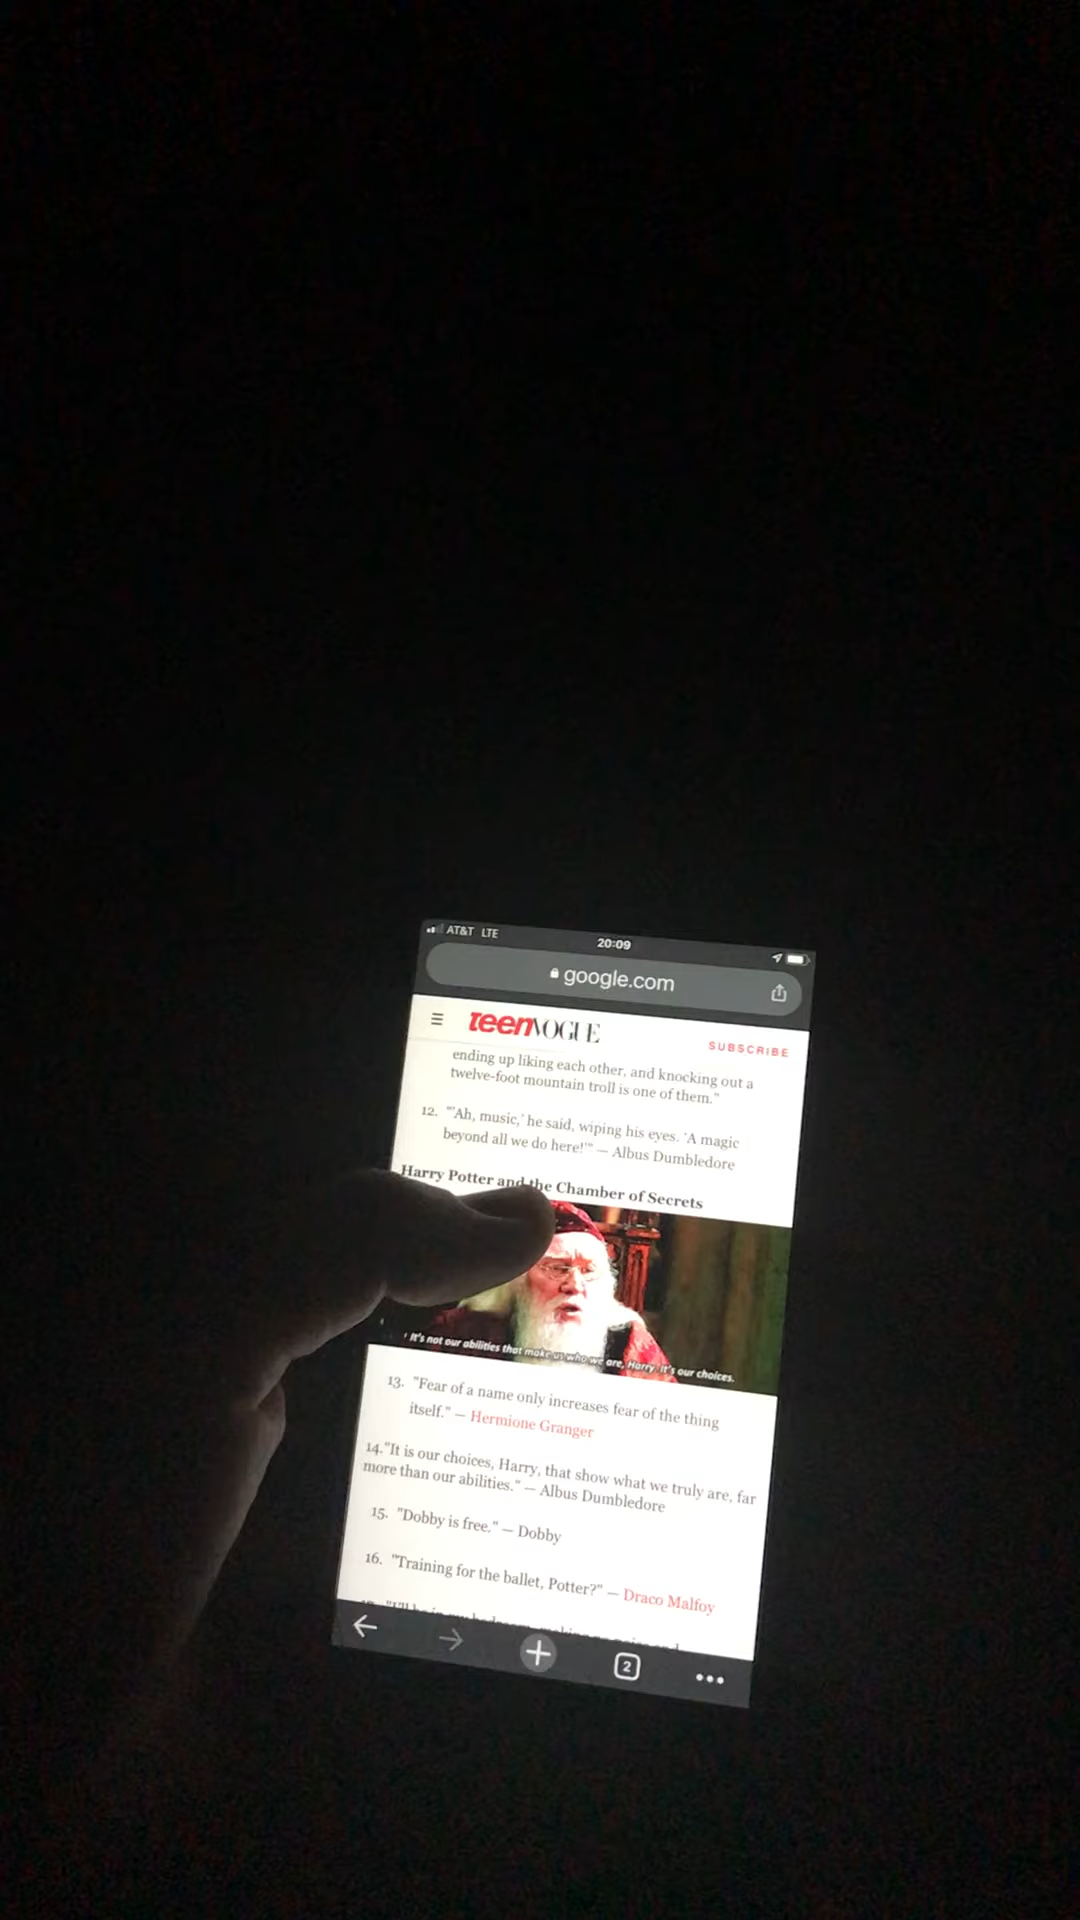 AT&T LTE
20:09
google.com
teenVOGUE
SUBSCRIBE
ending up liking each other, and knocking out a
twelve-foot mountain troll is one of them."
12. "'Ah, music,' he said, wiping his eyes. 'A magic
beyond all we do here!'" — Albus Dumbledore
Harry Potter and the Chamber of Secrets
It's not our abilities that make us who we are, Harry. It's our choices.
13. "Fear of a name only increases fear of the thing
itself." — Hermione Granger
14."It is our choices, Harry, that show what we truly are, far
more than our abilities." — Albus Dumbledore
15. "Dobby is free." — Dobby
16. "Training for the ballet, Potter?" — Draco Malfoy
2